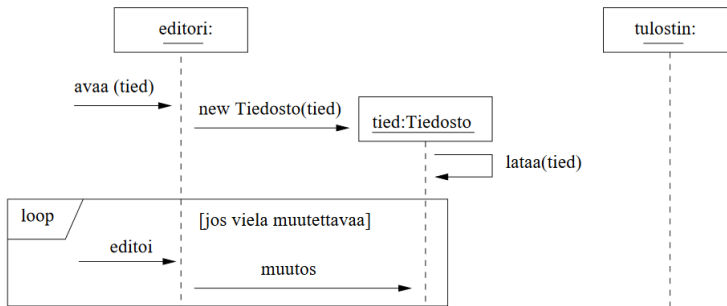 editori:
tulostin:
avaa (tied)
new Tiedosto(tied)
tied:Tiedosto
lataa(tied)
loop
[jos viela muutettavaa]
editoi
muutos